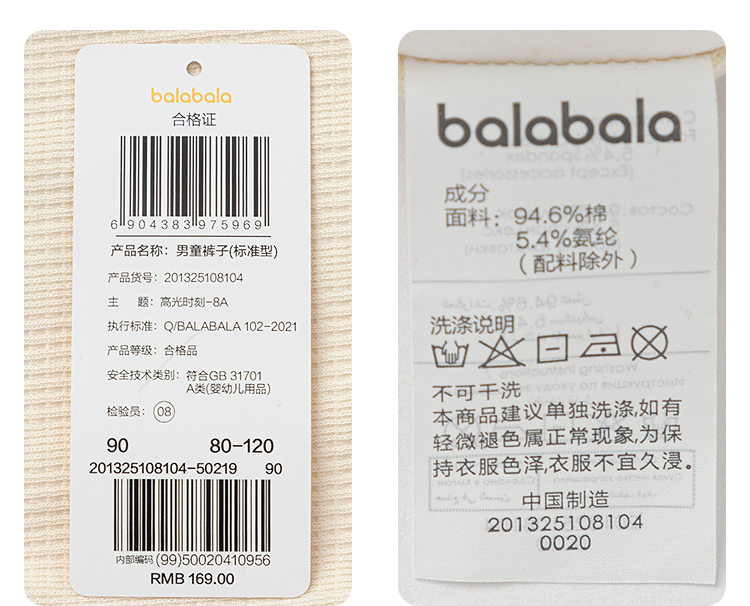 balabala
合格证
6 904383 975969
产品名称: 男童裤子(标准型)
产品货号: 201325108104
主 题: 高光时刻-8A
执行标准: Q/BALABALA 102-2021
产品等级: 合格品
安全技术类别: 符合GB 31701
A类(婴幼儿用品)
检验员: 08
90 80-120
201325108104-50219 90
内部编码 (99)50020410956
RMB 169.00
balabala
成分
面料: 94.6%棉
5.4%氨纶
(配料除外)
洗涤说明
不可干洗
本商品建议单独洗涤,如有
轻微褪色属正常现象,为保
持衣服色泽,衣服不宜久浸。
中国制造
201325108104
0020